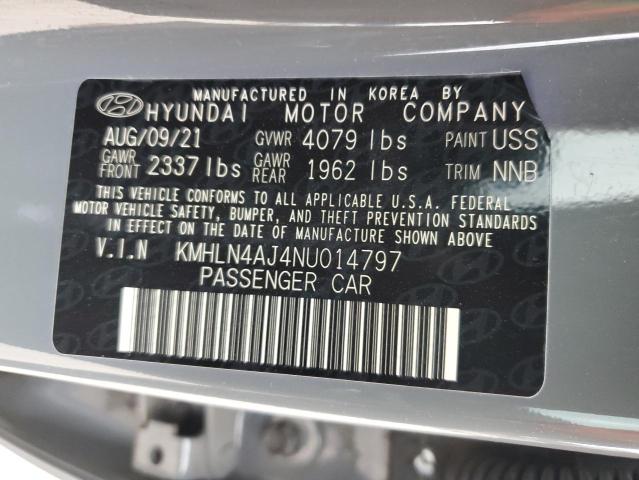 MANUFACTURED IN KOREA BY
HYUNDAI MOTOR COMPANY
AUG/09/21 GVWR 4079 lbs PAINT USS
GAWR FRONT 2337 lbs GAWR REAR 1962 lbs TRIM NNB
THIS VEHICLE CONFORMS TO ALL APPLICABLE U.S.A. FEDERAL
MOTOR VEHICLE SAFETY, BUMPER, AND THEFT PREVENTION STANDARDS
IN EFFECT ON THE DATE OF MANUFACTURE SHOWN ABOVE.
V.I.N KMHLN4AJ4NU014797
PASSENGER CAR